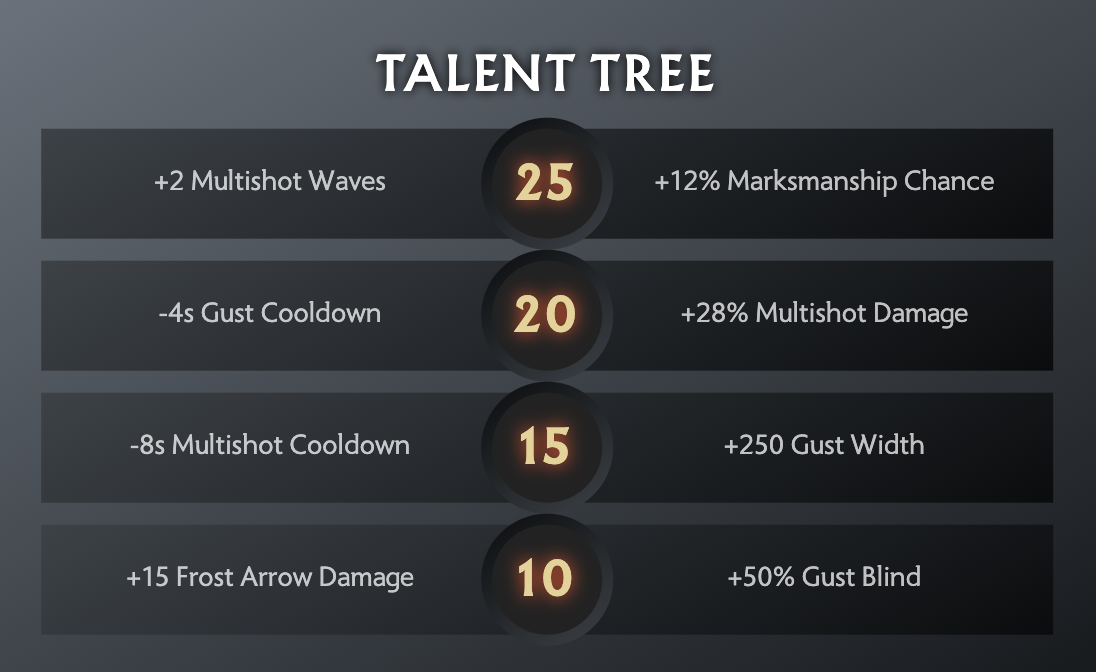 TALENT TREE
+2 Multishot Waves 25 +12% Marksmanship Chance
-4s Gust Cooldown 20 +28% Multishot Damage
-8s Multishot Cooldown 15 +250 Gust Width
+15 Frost Arrow Damage 10 +50% Gust Blind